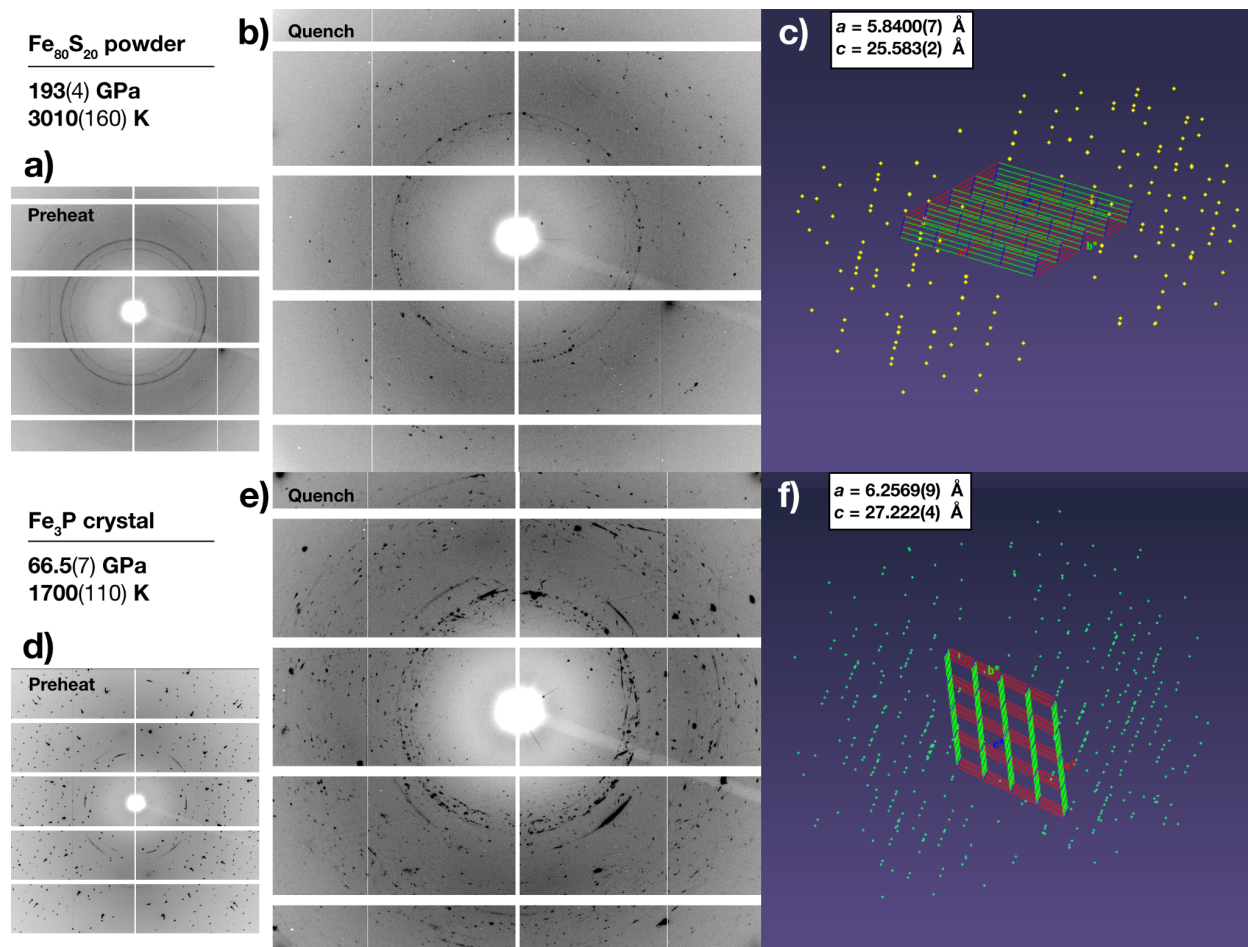 Fe₈₀S₂₀ powder
193(4) GPa
3010(160) K
a)
Preheat
b)
Quench
c)
a = 5.8400(7) Å
c = 25.583(2) Å
b*
Fe₃P crystal
66.5(7) GPa
1700(110) K
d)
Preheat
e)
Quench
f)
a = 6.2569(9) Å
c = 27.222(4) Å
b*